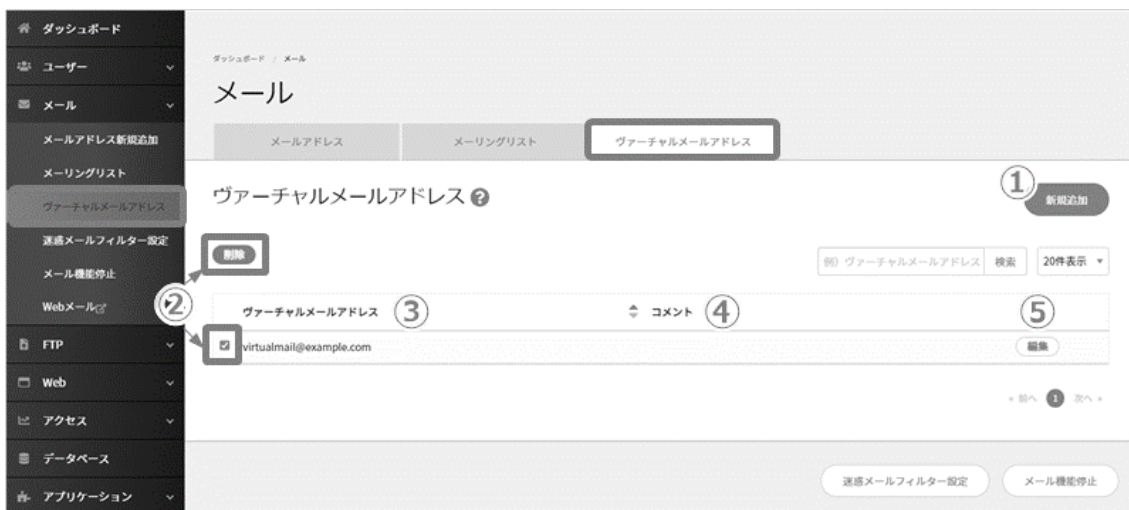 ダッシュボード
ユーザー
メール
メールアドレス新規追加
メーリングリスト
ヴァーチャルメールアドレス
迷惑メールフィルター設定
メール機能停止
Webメール
FTP
Web
アクセス
データベース
アプリケーション
ダッシュボード / メール
メール
メールアドレス メーリングリスト ヴァーチャルメールアドレス
ヴァーチャルメールアドレス ?
① 新規追加
削除
例) ヴァーチャルメールアドレス 検索 20件表示
②
ヴァーチャルメールアドレス ③ コメント ④ ⑤
virtualmail@example.com 編集
« 前へ 1 次へ »
迷惑メールフィルター設定 メール機能停止